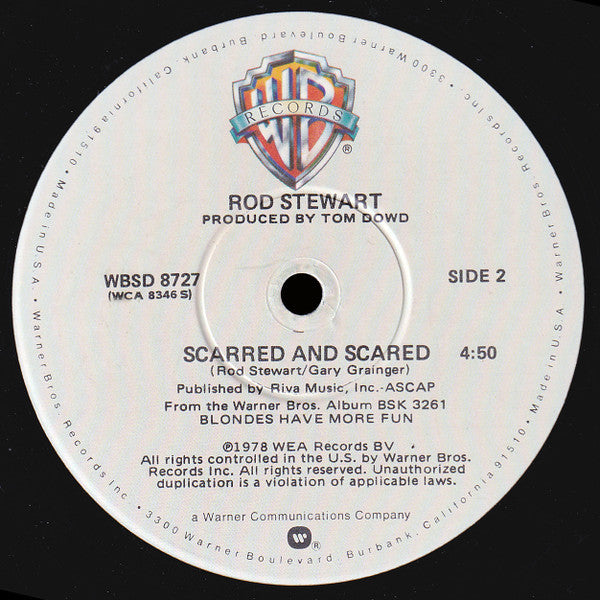 WB
RECORDS
®
ROD STEWART
PRODUCED BY TOM DOWD
WBSD 8727
(WCA 8346 S)
SIDE 2
SCARRED AND SCARED 4:50
(Rod Stewart/Gary Grainger)
Published by Riva Music, Inc.-ASCAP
From the Warner Bros. Album BSK 3261
BLONDES HAVE MORE FUN
℗1978 WEA Records BV
All rights controlled in the U.S. by Warner Bros.
Records Inc. All rights reserved. Unauthorized
duplication is a violation of applicable laws.
a Warner Communications Company
W ®
Made in U.S.A. • Warner Bros. Records Inc. • 3300 Warner Boulevard, Burbank, California 91510 • Made in U.S.A. • Warner Bros. Records Inc. • 3300 Warner Boulevard, Burbank, California 91510 •